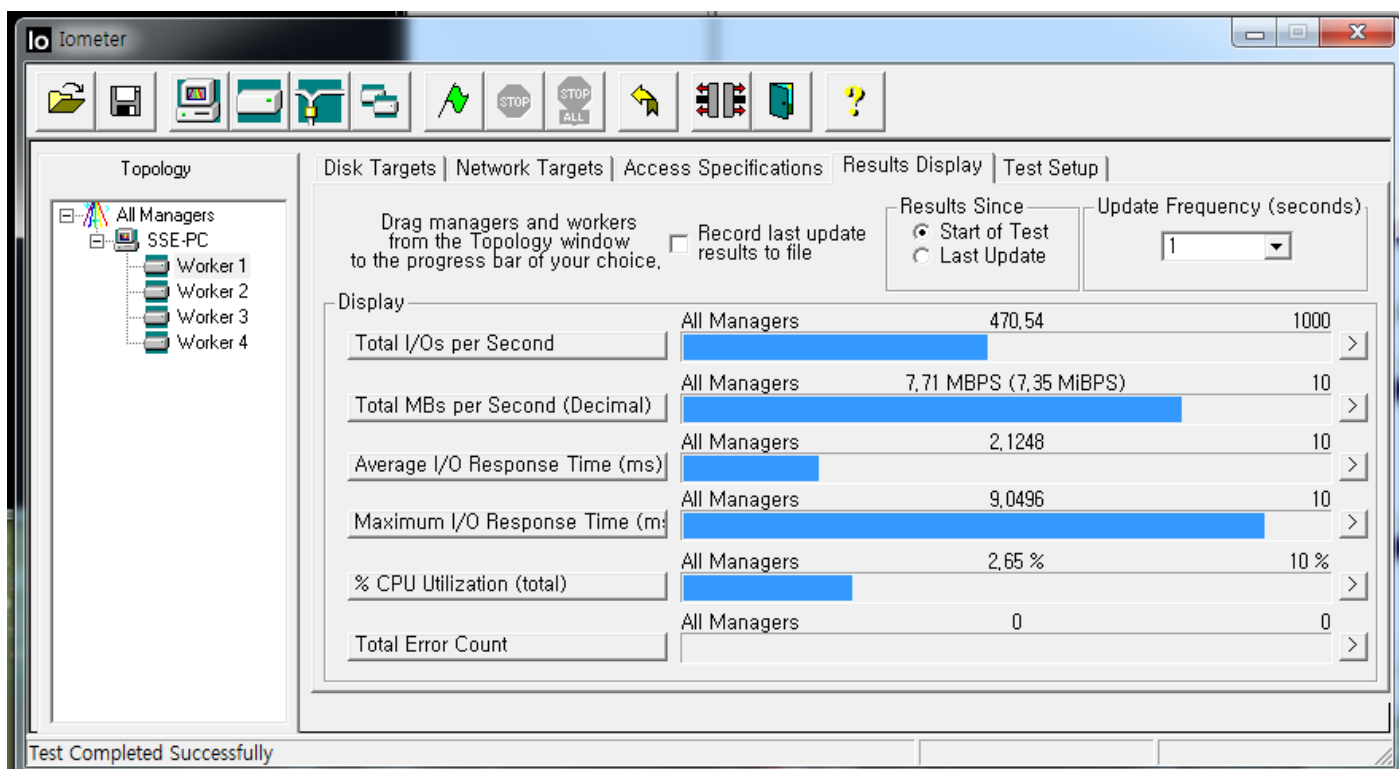 Io Iometer
STOP
STOP
ALL
?
Topology
All Managers
SSE-PC
Worker 1
Worker 2
Worker 3
Worker 4
Disk Targets Network Targets Access Specifications Results Display Test Setup
Drag managers and workers
from the Topology window
to the progress bar of your choice.
Record last update
results to file
Results Since
Start of Test
Last Update
Update Frequency (seconds)
1
Display
All Managers 470,54 1000
Total I/Os per Second >
All Managers 7,71 MBPS (7,35 MiBPS) 10
Total MBs per Second (Decimal) >
All Managers 2,1248 10
Average I/O Response Time (ms) >
All Managers 9,0496 10
Maximum I/O Response Time (m >
All Managers 2,65 % 10 %
% CPU Utilization (total) >
All Managers 0 0
Total Error Count >
Test Completed Successfully